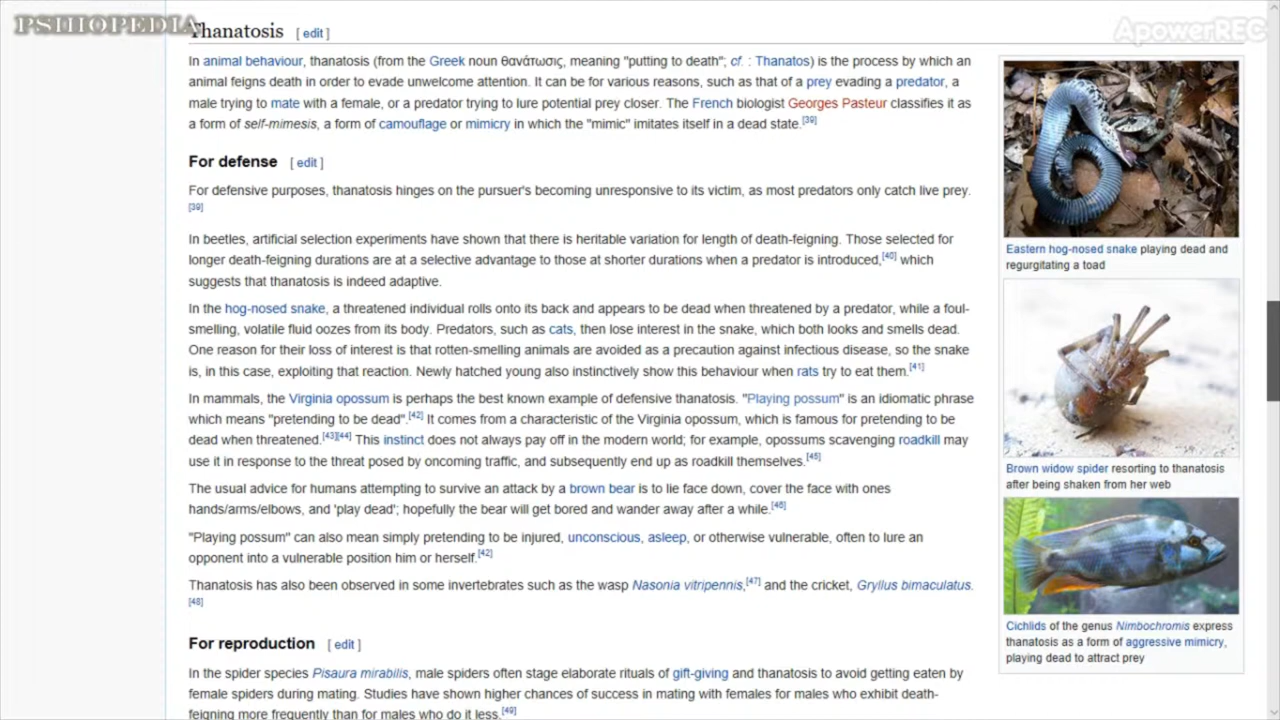 PSIHOPEDIA
ApowerREC
Thanatosis [ edit ]
In animal behaviour, thanatosis (from the Greek noun θανάτωσις, meaning "putting to death"; cf. : Thanatos) is the process by which an
animal feigns death in order to evade unwelcome attention. It can be for various reasons, such as that of a prey evading a predator, a
male trying to mate with a female, or a predator trying to lure potential prey closer. The French biologist Georges Pasteur classifies it as
a form of self-mimesis, a form of camouflage or mimicry in which the "mimic" imitates itself in a dead state.[39]
For defense [ edit ]
For defensive purposes, thanatosis hinges on the pursuer's becoming unresponsive to its victim, as most predators only catch live prey.
[39]
In beetles, artificial selection experiments have shown that there is heritable variation for length of death-feigning. Those selected for
longer death-feigning durations are at a selective advantage to those at shorter durations when a predator is introduced,[40] which
suggests that thanatosis is indeed adaptive.
In the hog-nosed snake, a threatened individual rolls onto its back and appears to be dead when threatened by a predator, while a foul-
smelling, volatile fluid oozes from its body. Predators, such as cats, then lose interest in the snake, which both looks and smells dead.
One reason for their loss of interest is that rotten-smelling animals are avoided as a precaution against infectious disease, so the snake
is, in this case, exploiting that reaction. Newly hatched young also instinctively show this behaviour when rats try to eat them.[41]
In mammals, the Virginia opossum is perhaps the best known example of defensive thanatosis. "Playing possum" is an idiomatic phrase
which means "pretending to be dead".[42] It comes from a characteristic of the Virginia opossum, which is famous for pretending to be
dead when threatened.[43][44] This instinct does not always pay off in the modern world; for example, opossums scavenging roadkill may
use it in response to the threat posed by oncoming traffic, and subsequently end up as roadkill themselves.[45]
The usual advice for humans attempting to survive an attack by a brown bear is to lie face down, cover the face with ones
hands/arms/elbows, and 'play dead'; hopefully the bear will get bored and wander away after a while.[46]
"Playing possum" can also mean simply pretending to be injured, unconscious, asleep, or otherwise vulnerable, often to lure an
opponent into a vulnerable position him or herself.[42]
Thanatosis has also been observed in some invertebrates such as the wasp Nasonia vitripennis,[47] and the cricket, Gryllus bimaculatus.
[48]
For reproduction [ edit ]
In the spider species Pisaura mirabilis, male spiders often stage elaborate rituals of gift-giving and thanatosis to avoid getting eaten by
female spiders during mating. Studies have shown higher chances of success in mating with females for males who exhibit death-
feigning more frequently than for males who do it less.[49]
Eastern hog-nosed snake playing dead and
regurgitating a toad
Brown widow spider resorting to thanatosis
after being shaken from her web
Cichlids of the genus Nimbochromis express
thanatosis as a form of aggressive mimicry,
playing dead to attract prey